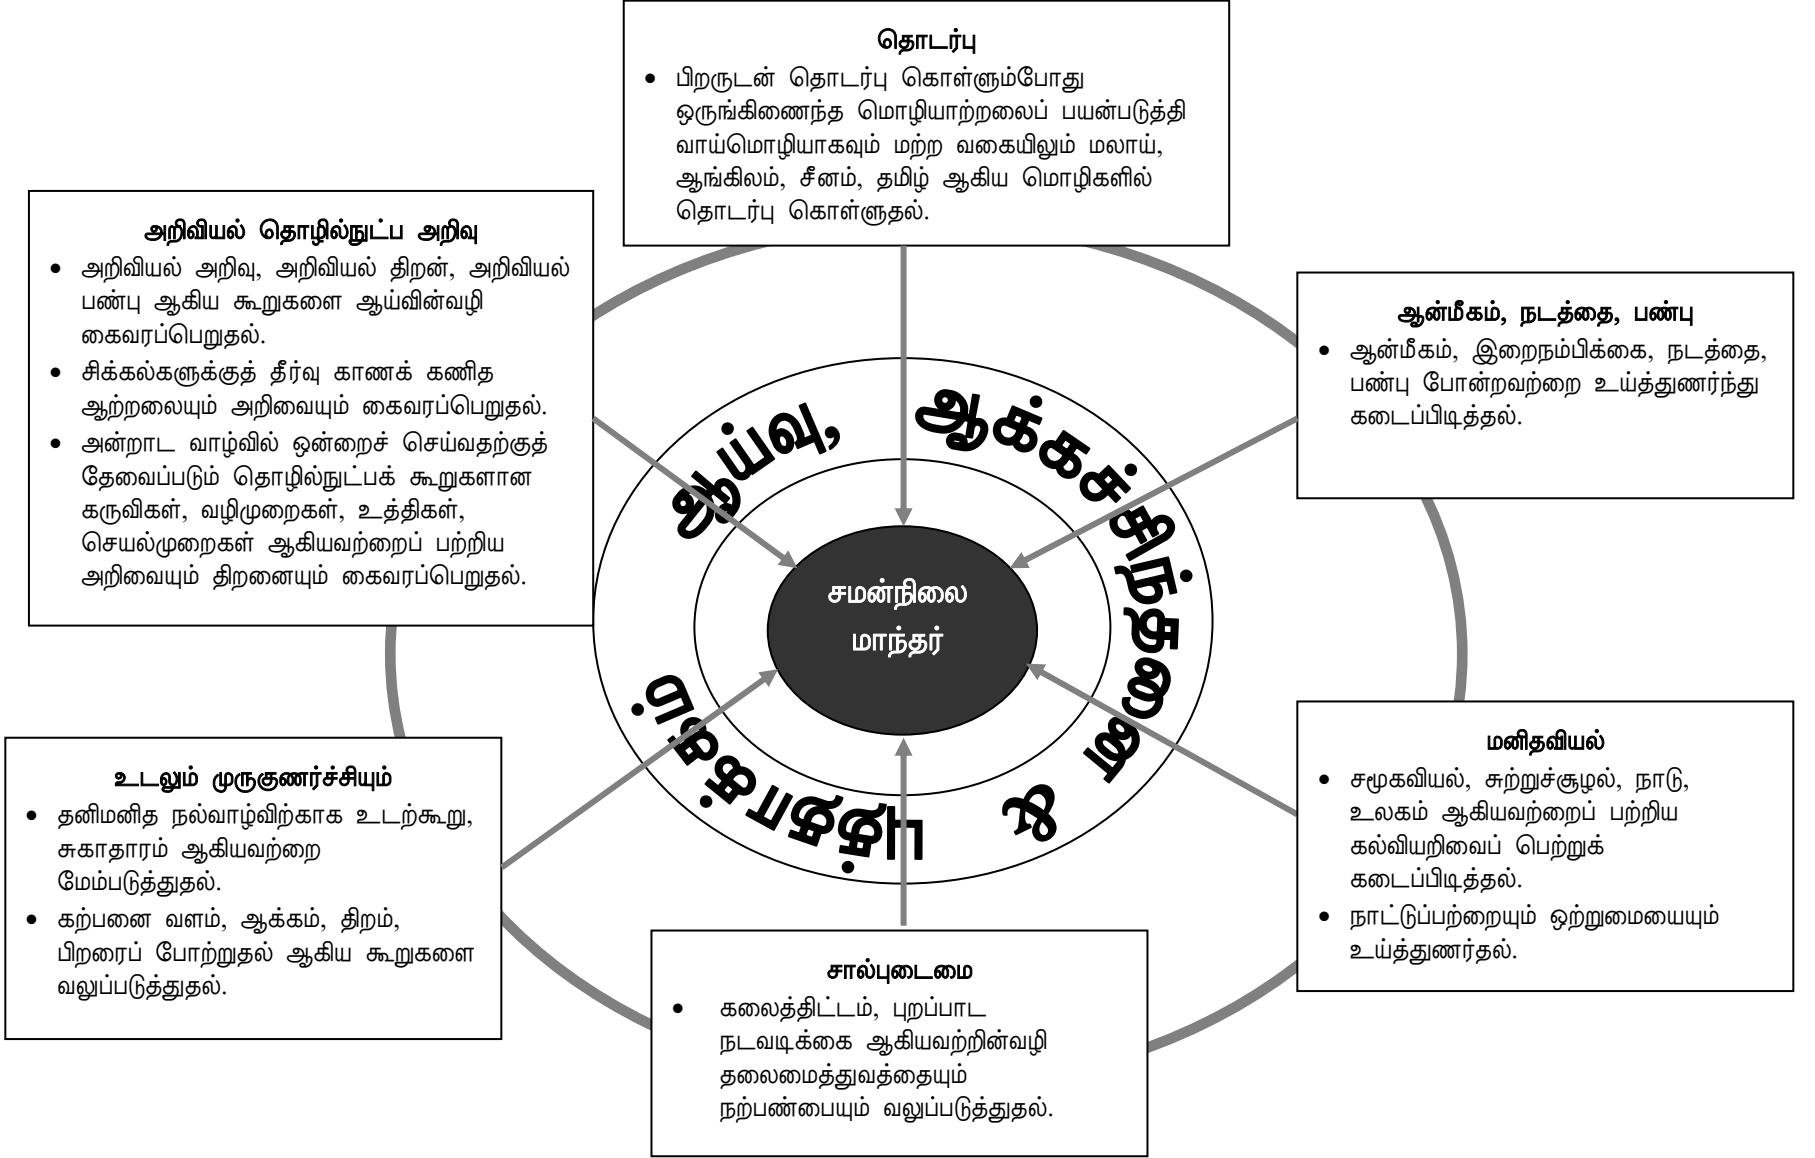 தொடர்பு
• பிறருடன் தொடர்பு கொள்ளும்போது
ஒருங்கிணைந்த மொழியாற்றலைப் பயன்படுத்தி
வாய்மொழியாகவும் மற்ற வகையிலும் மலாய்,
ஆங்கிலம், சீனம், தமிழ் ஆகிய மொழிகளில்
தொடர்பு கொள்ளுதல்.
அறிவியல் தொழில்நுட்ப அறிவு
• அறிவியல் அறிவு, அறிவியல் திறன், அறிவியல்
பண்பு ஆகிய கூறுகளை ஆய்வின்வழி
கைவரப்பெறுதல்.
• சிக்கல்களுக்குத் தீர்வு காணக் கணித
ஆற்றலையும் அறிவையும் கைவரப்பெறுதல்.
• அன்றாட வாழ்வில் ஒன்றைச் செய்வதற்குத்
தேவைப்படும் தொழில்நுட்பக் கூறுகளான
கருவிகள், வழிமுறைகள், உத்திகள்,
செயல்முறைகள் ஆகியவற்றைப் பற்றிய
அறிவையும் திறனையும் கைவரப்பெறுதல்.
ஆன்மீகம், நடத்தை, பண்பு
• ஆன்மீகம், இறைநம்பிக்கை, நடத்தை,
பண்பு போன்றவற்றை உய்த்துணர்ந்து
கடைப்பிடித்தல்.
ஆய்வு, ஆக்கச்சிந்தனை & புத்தாக்கம்
சமன்நிலை
மாந்தர்
உடலும் முருகுணர்ச்சியும்
• தனிமனித நல்வாழ்விற்காக உடற்கூறு,
சுகாதாரம் ஆகியவற்றை
மேம்படுத்துதல்.
• கற்பனை வளம், ஆக்கம், திறம்,
பிறரைப் போற்றுதல் ஆகிய கூறுகளை
வலுப்படுத்துதல்.
மனிதவியல்
• சமூகவியல், சுற்றுச்சூழல், நாடு,
உலகம் ஆகியவற்றைப் பற்றிய
கல்வியறிவைப் பெற்றுக்
கடைப்பிடித்தல்.
• நாட்டுப்பற்றையும் ஒற்றுமையையும்
உய்த்துணர்தல்.
சால்புடைமை
• கலைத்திட்டம், புறப்பாட
நடவடிக்கை ஆகியவற்றின்வழி
தலைமைத்துவத்தையும்
நற்பண்பையும் வலுப்படுத்துதல்.